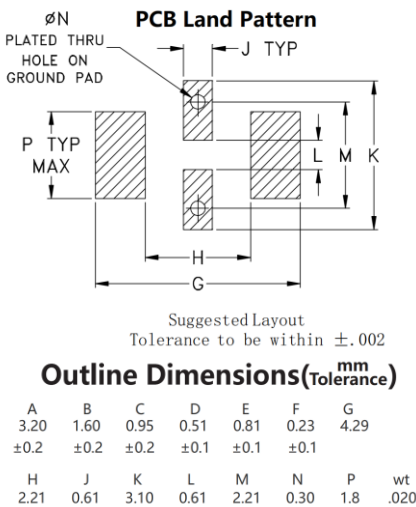 øN
PLATED THRU
HOLE ON
GROUND PAD
PCB Land Pattern
J TYP
P TYP
MAX
L
M
K
H
G
Suggested Layout
Tolerance to be within ±.002
Outline Dimensions(mm Tolerance)
A B C D E F G
3.20 1.60 0.95 0.51 0.81 0.23 4.29
±0.2 ±0.2 ±0.2 ±0.1 ±0.1 ±0.1
H J K L M N P wt
2.21 0.61 3.10 0.61 2.21 0.30 1.8 .020